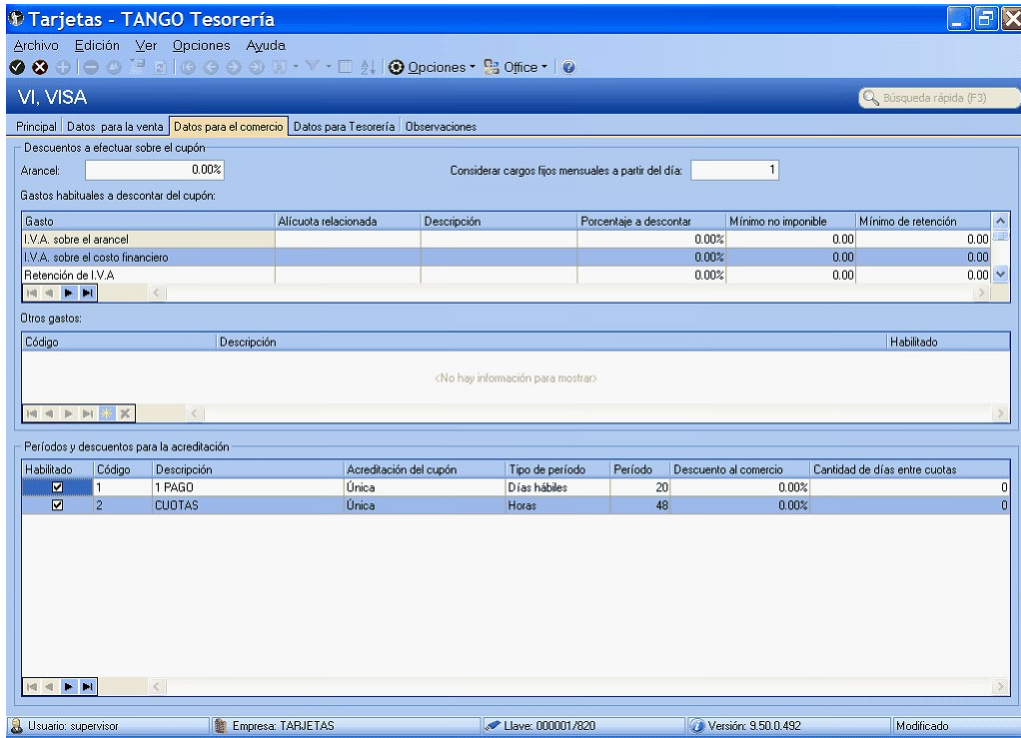 Tarjetas - TANGO Tesorería
Archivo Edición Ver Opciones Ayuda
Opciones Office
VI, VISA
Búsqueda rápida (F3)
Principal Datos para la venta Datos para el comercio Datos para Tesorería Observaciones
Descuentos a efectuar sobre el cupón
Arancel: 0.00% Considerar cargos fijos mensuales a partir del día: 1
Gastos habituales a descontar del cupón:
Gasto Alícuota relacionada Descripción Porcentaje a descontar Mínimo no imponible Mínimo de retención
I.V.A. sobre el arancel 0.00% 0.00 0.00
I.V.A. sobre el costo financiero 0.00% 0.00 0.00
Retención de I.V.A 0.00% 0.00 0.00
Otros gastos:
Código Descripción Habilitado
<No hay información para mostrar>
Períodos y descuentos para la acreditación
Habilitado Código Descripción Acreditación del cupón Tipo de período Período Descuento al comercio Cantidad de días entre cuotas
1 1 PAGO Única Días hábiles 20 0.00% 0
2 CUOTAS Única Horas 48 0.00% 0
Usuario: supervisor Empresa: TARJETAS Llave: 000001/820 Versión: 9.50.0.492 Modificado